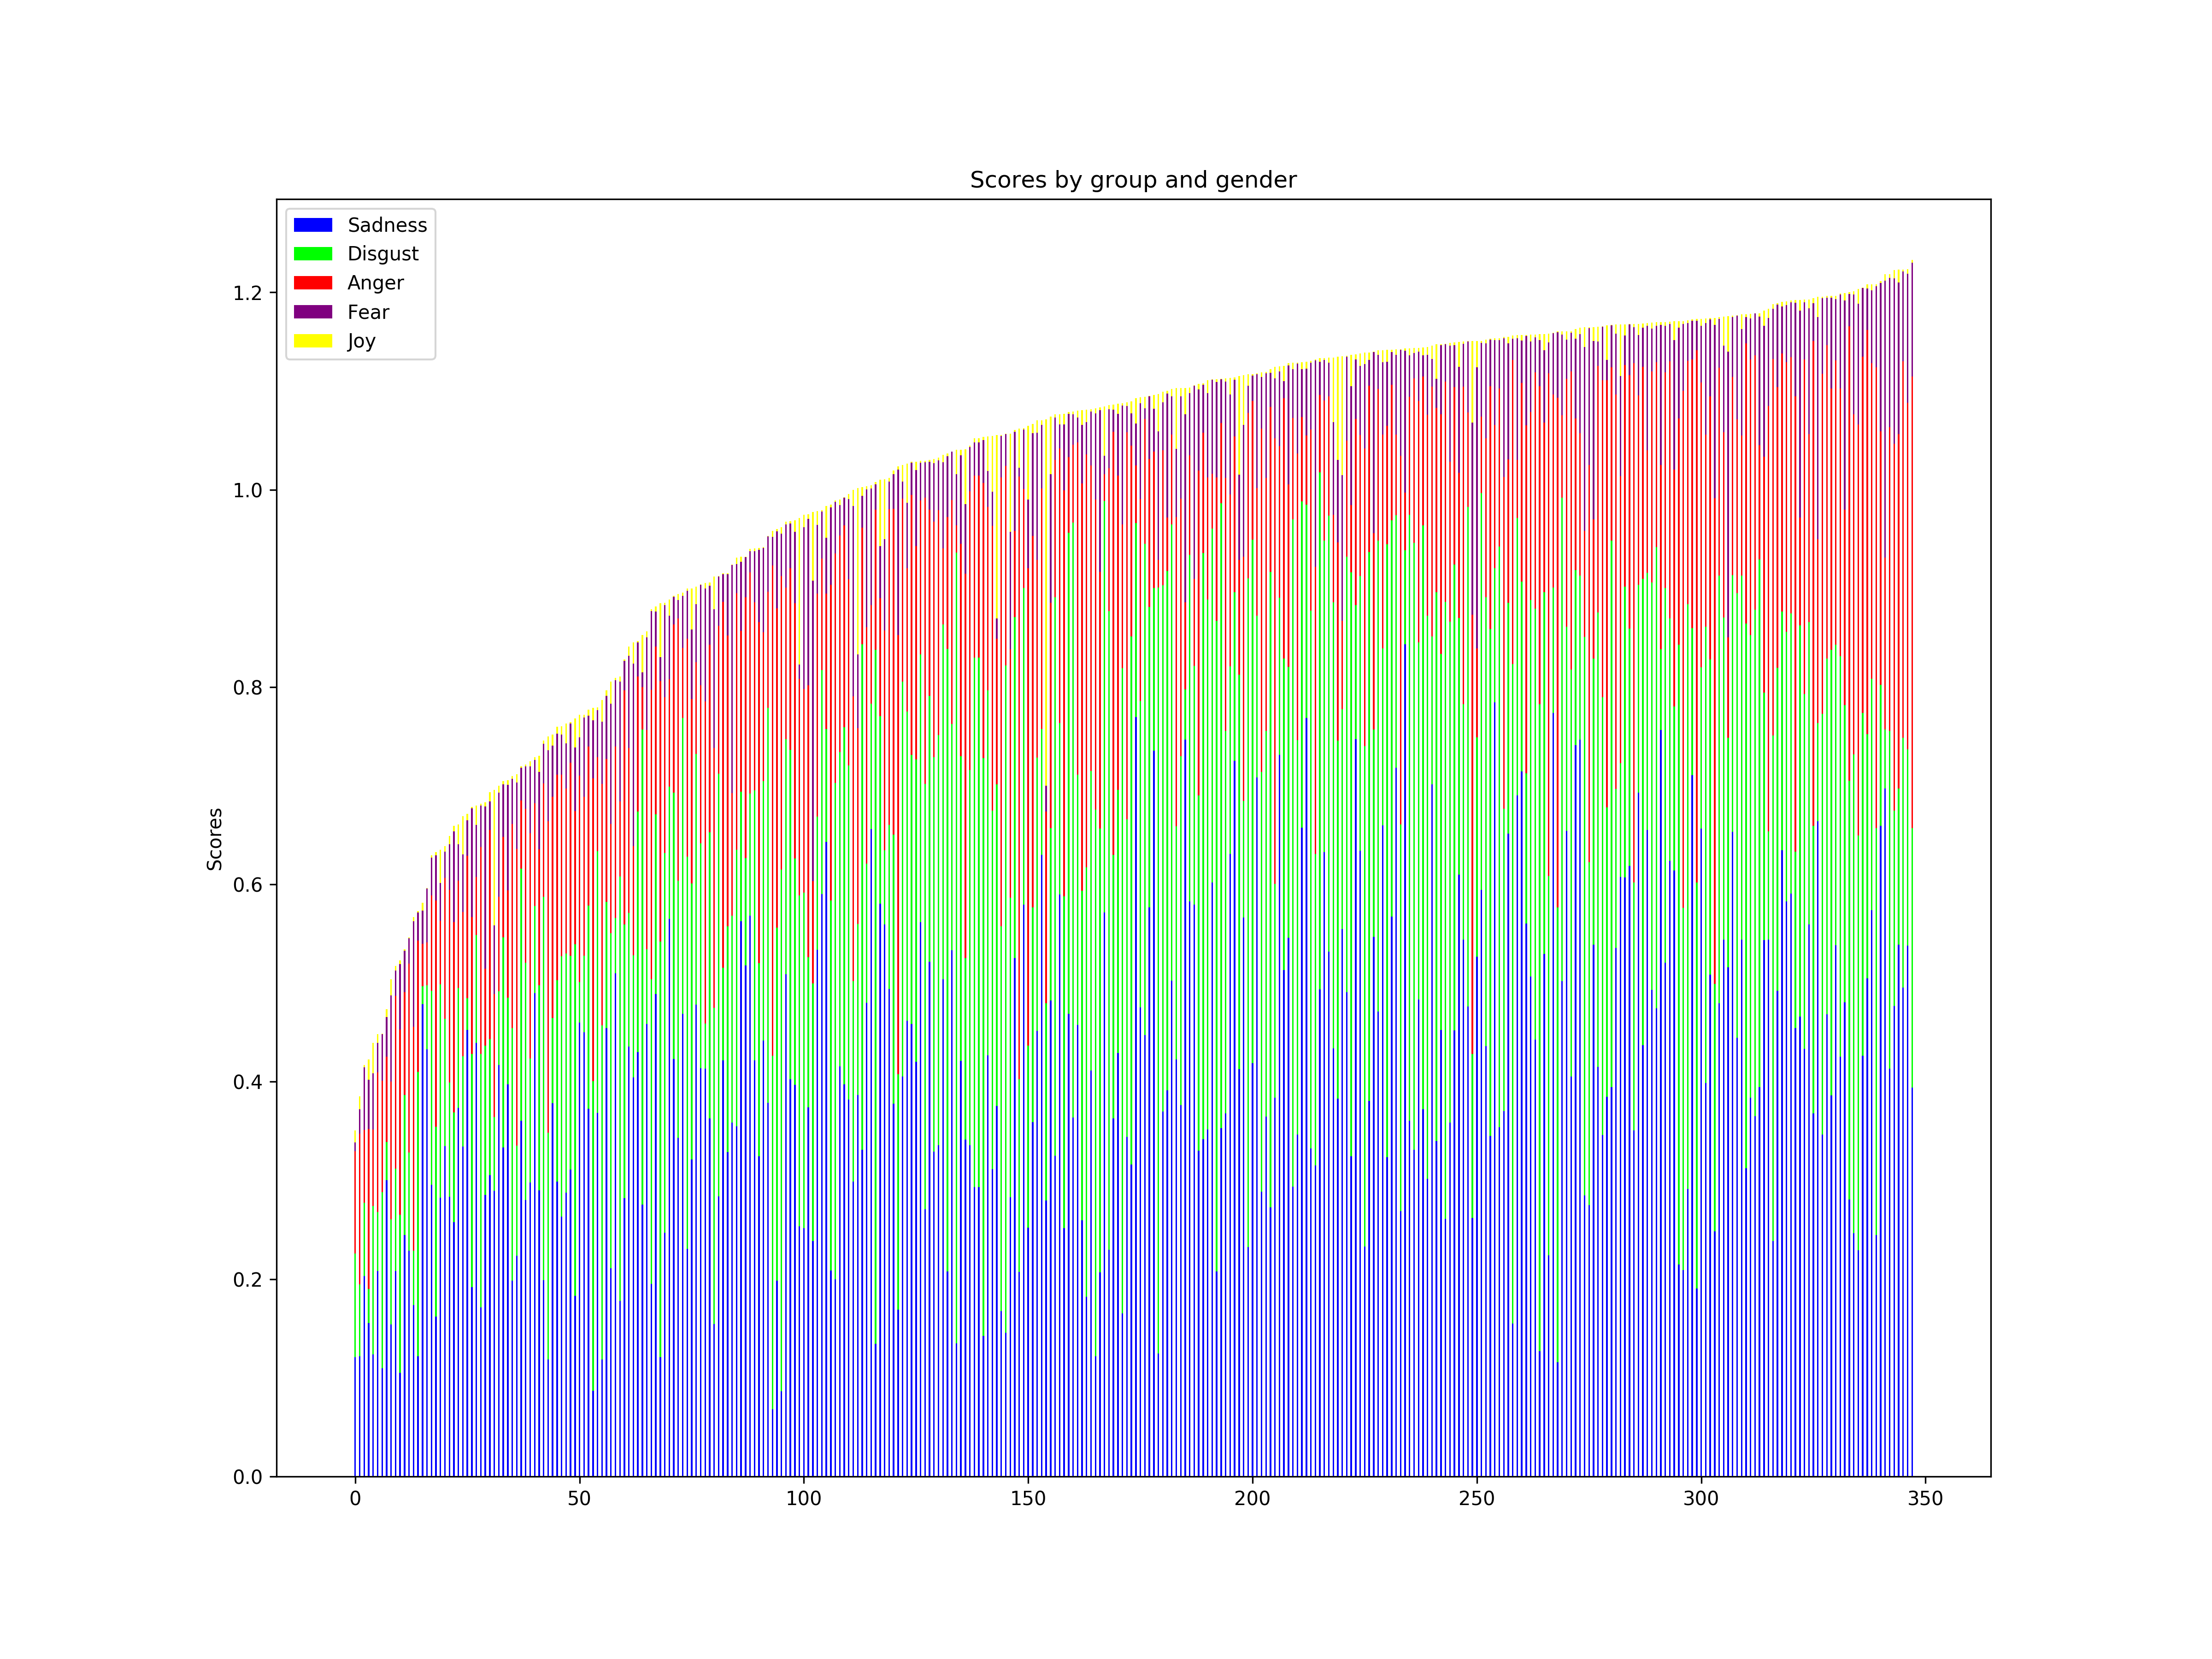 Scores by group and gender
Sadness
Disgust
Anger
Fear
Joy
1.2
1.0
0.8
0.6
0.4
0.2
0.0
Scores
0 50 100 150 200 250 300 350